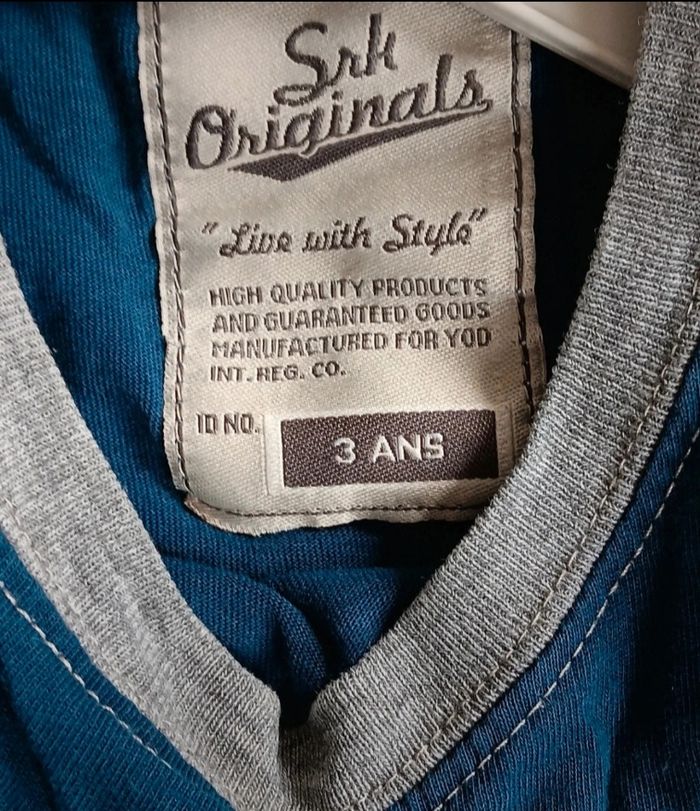 Srk
Originals
"Live with Style"
HIGH QUALITY PRODUCTS
AND GUARANTEED GOODS
MANUFACTURED FOR YOD
INT. REG. CO.
ID NO. 3 ANS